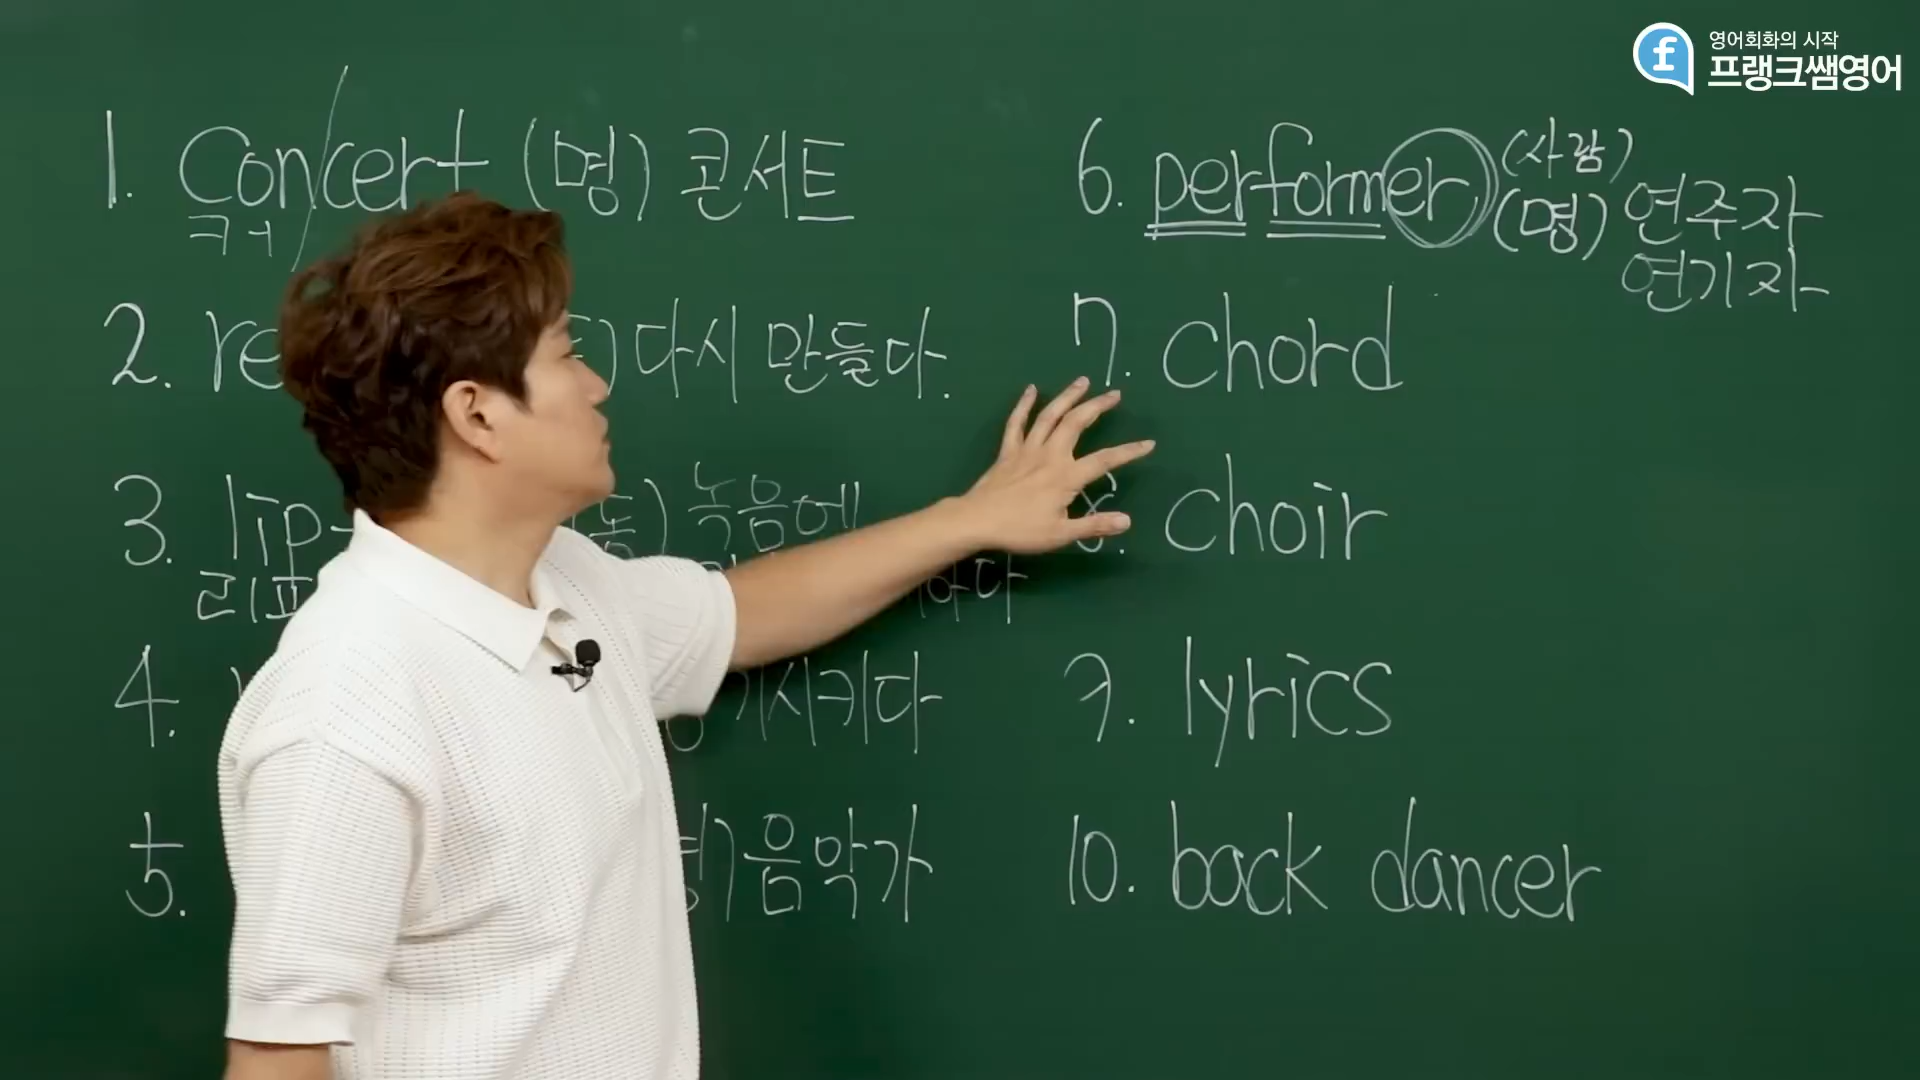 영어회화의 시작
프랭크쌤영어
1. Concert (명) 콘서트
ㅋㅓ
2. re 다시 만들다.
3. lip- (동) 녹음에
리프 하다
4. 시키다
5. 음악가
6. performer (사람)
(명) 연주자
연기자
7. chord
8. choir
9. lyrics
10. back dancer